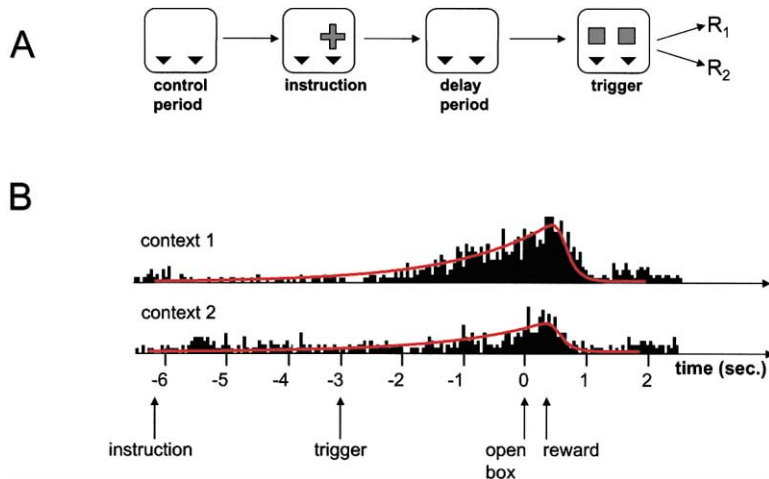 A
control
period
instruction
delay
period
trigger
R1
R2
B
context 1
context 2
-6 -5 -4 -3 -2 -1 0 1 2 time (sec.)
instruction trigger open reward
box